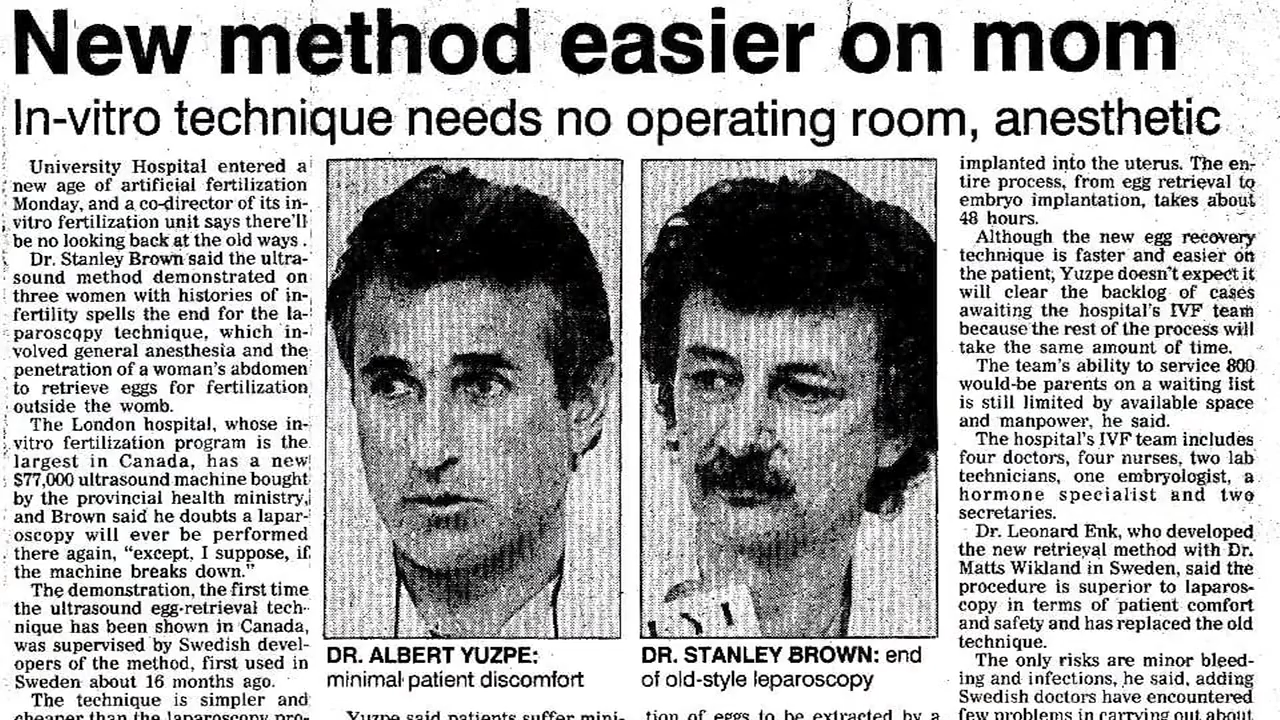 New method easier on mom
In-vitro technique needs no operating room, anesthetic
University Hospital entered a
new age of artificial fertilization
Monday, and a co-director of its in-
vitro fertilization unit says there'll
be no looking back at the old ways.
Dr. Stanley Brown said the ultra-
sound method demonstrated on
three women with histories of in-
fertility spells the end for the la-
paroscopy technique, which in-
volved general anesthesia and the
penetration of a woman's abdomen
to retrieve eggs for fertilization
outside the womb.
The London hospital, whose in-
vitro fertilization program is the
largest in Canada, has a new
$77,000 ultrasound machine bought
by the provincial health ministry,
and Brown said he doubts a lapar-
oscopy will ever be performed
there again, "except, I suppose, if
the machine breaks down."
The demonstration, the first time
the ultrasound egg-retrieval tech-
nique has been shown in Canada,
was supervised by Swedish devel-
opers of the method, first used in
Sweden about 16 months ago.
The technique is simpler and
cheaper than the laparoscopy pro-
DR. ALBERT YUZPE:
minimal patient discomfort
Yuzpe said patients suffer mini-
DR. STANLEY BROWN: end
of old-style leparoscopy
tion of eggs to be extracted by a
implanted into the uterus. The en-
tire process, from egg retrieval to
embryo implantation, takes about
48 hours.
Although the new egg recovery
technique is faster and easier on
the patient, Yuzpe doesn't expect it
will clear the backlog of cases
awaiting the hospital's IVF team
because the rest of the process will
take the same amount of time.
The team's ability to service 800
would-be parents on a waiting list
is still limited by available space
and manpower, he said.
The hospital's IVF team includes
four doctors, four nurses, two lab
technicians, one embryologist, a
hormone specialist and two
secretaries.
Dr. Leonard Enk, who developed
the new retrieval method with Dr.
Matts Wikland in Sweden, said the
procedure is superior to laparos-
copy in terms of patient comfort
and safety and has replaced the old
technique.
The only risks are minor bleed-
ing and infections, he said, adding
Swedish doctors have encountered
few problems in carrying out about